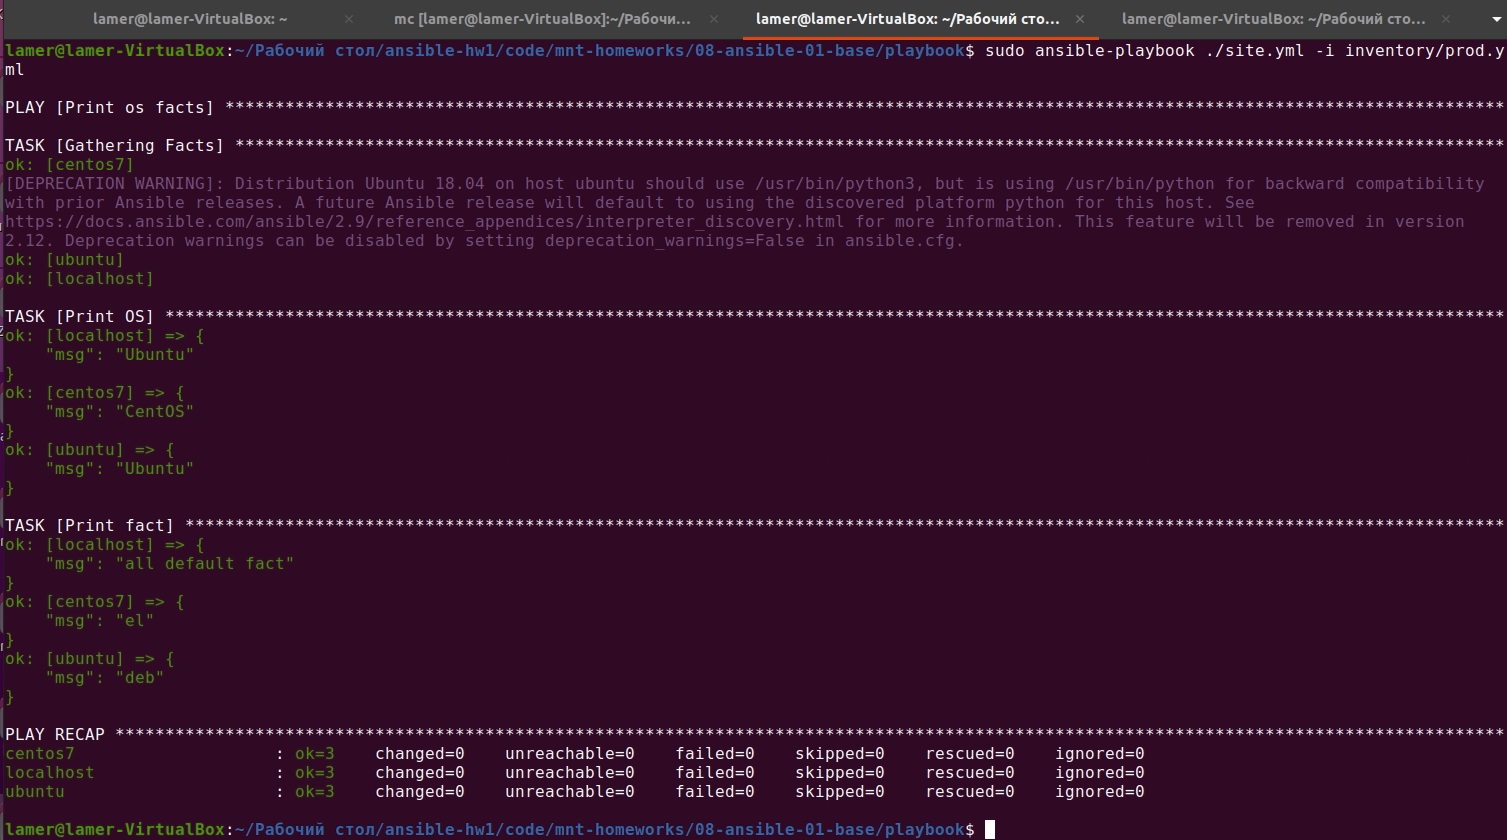 lamer@lamer-VirtualBox: ~ × mc [lamer@lamer-VirtualBox]:~/Рабочи... × lamer@lamer-VirtualBox: ~/Рабочий сто... × lamer@lamer-VirtualBox: ~/Рабочий сто... ×
lamer@lamer-VirtualBox:~/Рабочий стол/ansible-hw1/code/mnt-homeworks/08-ansible-01-base/playbook$ sudo ansible-playbook ./site.yml -i inventory/prod.y
ml
PLAY [Print os facts] ********************************************************************************************************************************
TASK [Gathering Facts] *******************************************************************************************************************************
ok: [centos7]
[DEPRECATION WARNING]: Distribution Ubuntu 18.04 on host ubuntu should use /usr/bin/python3, but is using /usr/bin/python for backward compatibility
with prior Ansible releases. A future Ansible release will default to using the discovered platform python for this host. See
https://docs.ansible.com/ansible/2.9/reference_appendices/interpreter_discovery.html for more information. This feature will be removed in version
2.12. Deprecation warnings can be disabled by setting deprecation_warnings=False in ansible.cfg.
ok: [ubuntu]
ok: [localhost]
TASK [Print OS] **************************************************************************************************************************************
ok: [localhost] => {
    "msg": "Ubuntu"
}
ok: [centos7] => {
    "msg": "CentOS"
}
ok: [ubuntu] => {
    "msg": "Ubuntu"
}
TASK [Print fact] ************************************************************************************************************************************
ok: [localhost] => {
    "msg": "all default fact"
}
ok: [centos7] => {
    "msg": "el"
}
ok: [ubuntu] => {
    "msg": "deb"
}
PLAY RECAP *******************************************************************************************************************************************
centos7                    : ok=3    changed=0    unreachable=0    failed=0    skipped=0    rescued=0    ignored=0
localhost                  : ok=3    changed=0    unreachable=0    failed=0    skipped=0    rescued=0    ignored=0
ubuntu                     : ok=3    changed=0    unreachable=0    failed=0    skipped=0    rescued=0    ignored=0
lamer@lamer-VirtualBox:~/Рабочий стол/ansible-hw1/code/mnt-homeworks/08-ansible-01-base/playbook$